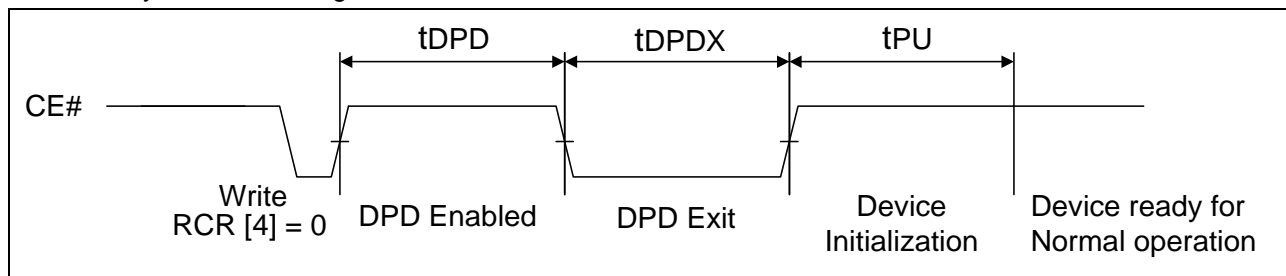 tDPD
tDPDX
tPU
CE#
Write
RCR [4] = 0
DPD Enabled
DPD Exit
Device
Initialization
Device ready for
Normal operation